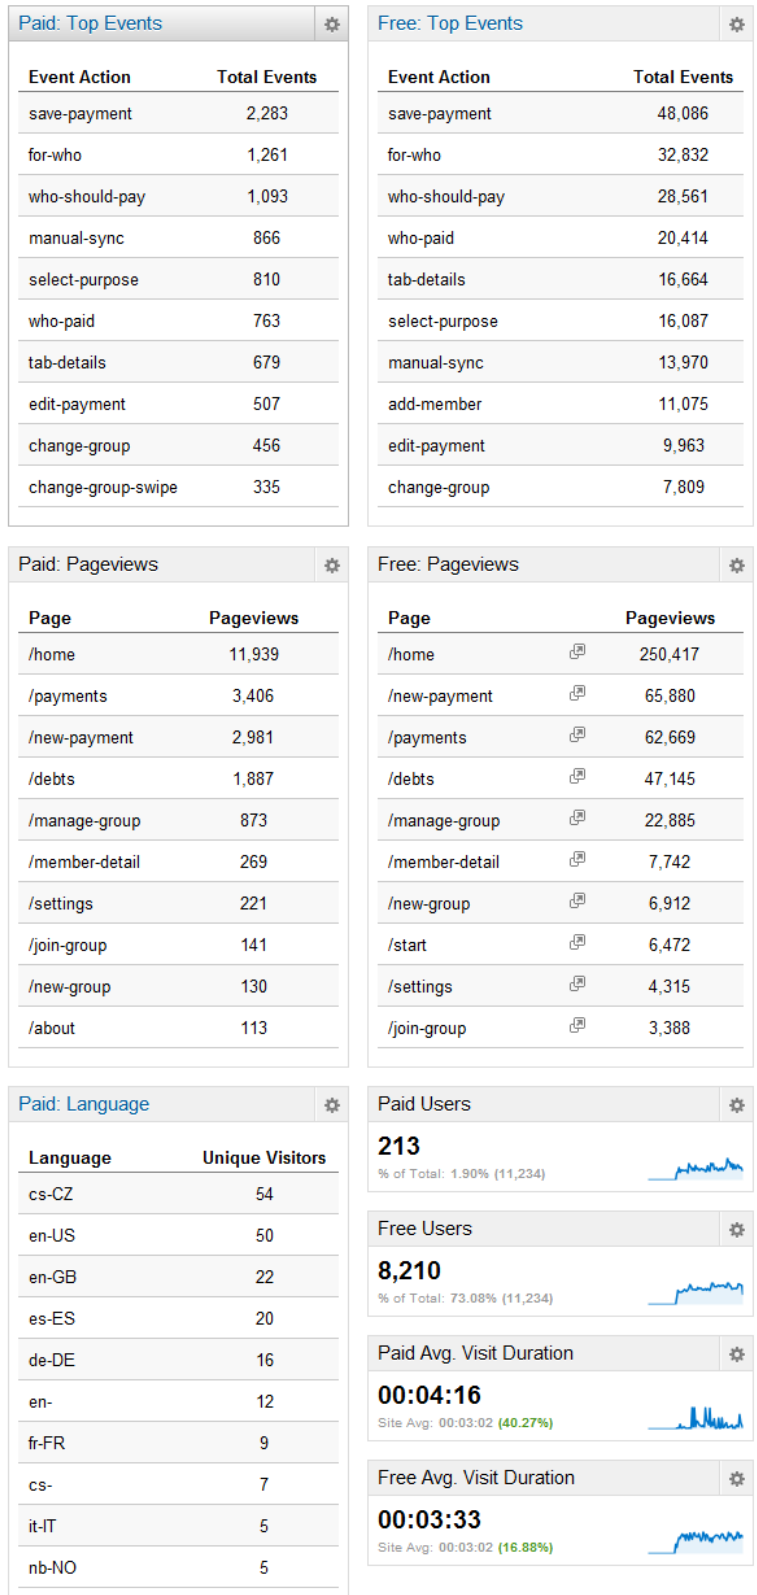 Paid: Top Events
Event Action Total Events
save-payment 2,283
for-who 1,261
who-should-pay 1,093
manual-sync 866
select-purpose 810
who-paid 763
tab-details 679
edit-payment 507
change-group 456
change-group-swipe 335
Free: Top Events
Event Action Total Events
save-payment 48,086
for-who 32,832
who-should-pay 28,561
who-paid 20,414
tab-details 16,664
select-purpose 16,087
manual-sync 13,970
add-member 11,075
edit-payment 9,963
change-group 7,809
Paid: Pageviews
Page Pageviews
/home 11,939
/payments 3,406
/new-payment 2,981
/debts 1,887
/manage-group 873
/member-detail 269
/settings 221
/join-group 141
/new-group 130
/about 113
Free: Pageviews
Page Pageviews
/home 250,417
/new-payment 65,880
/payments 62,669
/debts 47,145
/manage-group 22,885
/member-detail 7,742
/new-group 6,912
/start 6,472
/settings 4,315
/join-group 3,388
Paid: Language
Language Unique Visitors
cs-CZ 54
en-US 50
en-GB 22
es-ES 20
de-DE 16
en- 12
fr-FR 9
cs- 7
it-IT 5
nb-NO 5
Paid Users
213
% of Total: 1.90% (11,234)
Free Users
8,210
% of Total: 73.08% (11,234)
Paid Avg. Visit Duration
00:04:16
Site Avg: 00:03:02 (40.27%)
Free Avg. Visit Duration
00:03:33
Site Avg: 00:03:02 (16.88%)